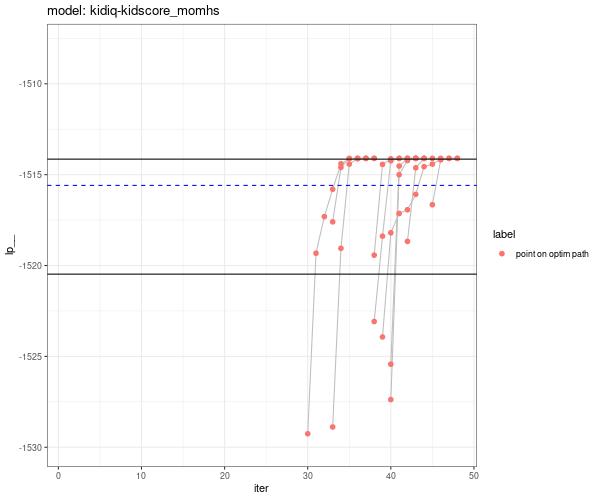 model: kidiq-kidscore_momhs
-1510
-1515
-1520
-1525
-1530
lp__
0 10 20 30 40 50
iter
label
point on optim path